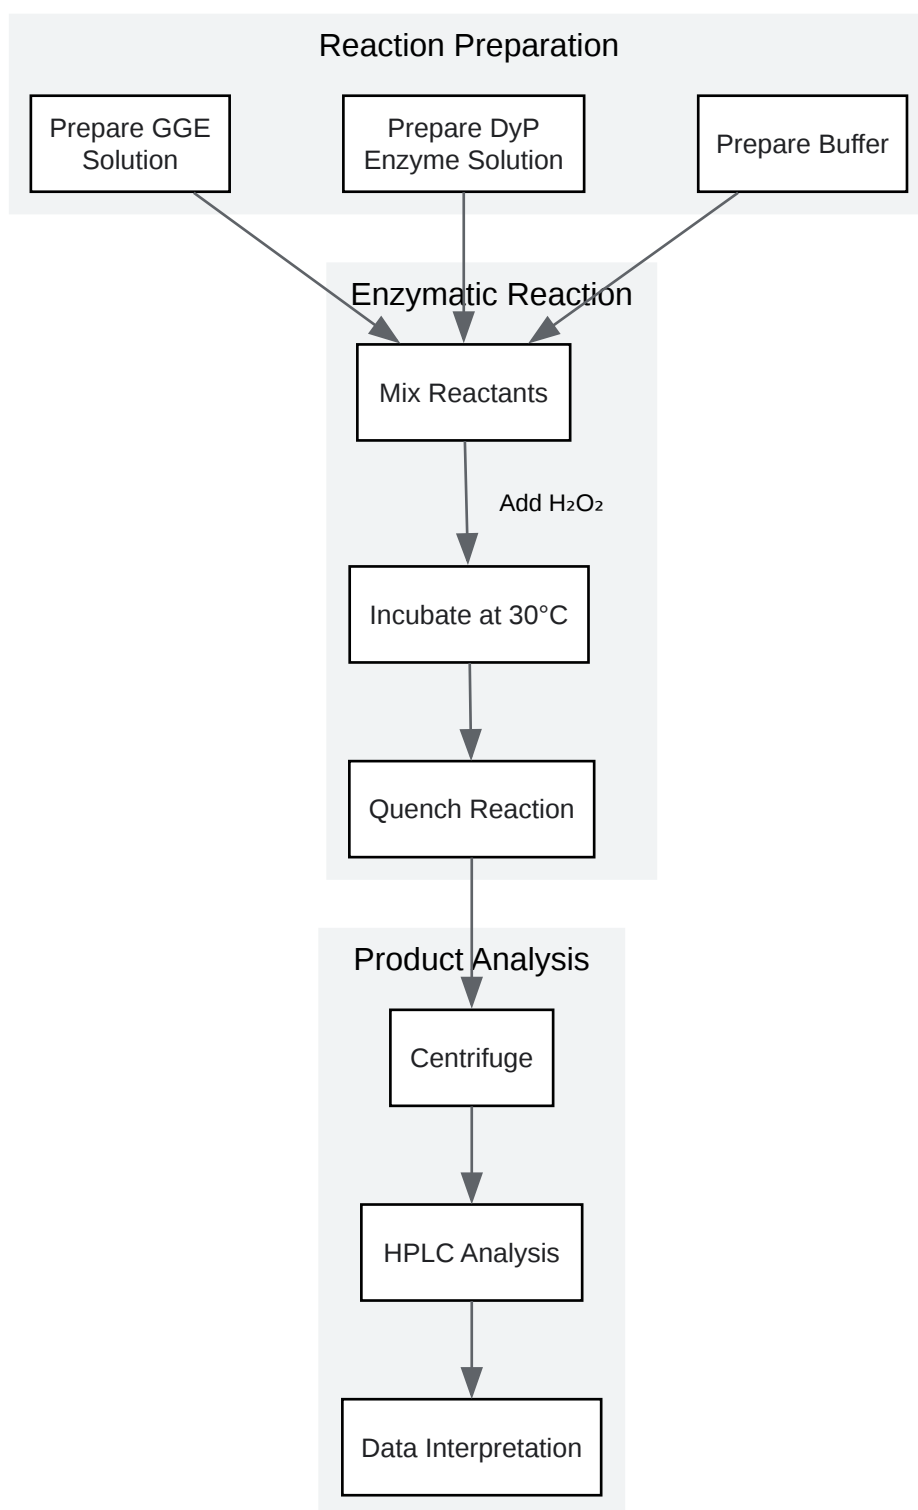 Reaction Preparation
Prepare GGE
Solution
Prepare DyP
Enzyme Solution
Prepare Buffer
Enzymatic Reaction
Mix Reactants
Add H₂O₂
Incubate at 30°C
Quench Reaction
Product Analysis
Centrifuge
HPLC Analysis
Data Interpretation